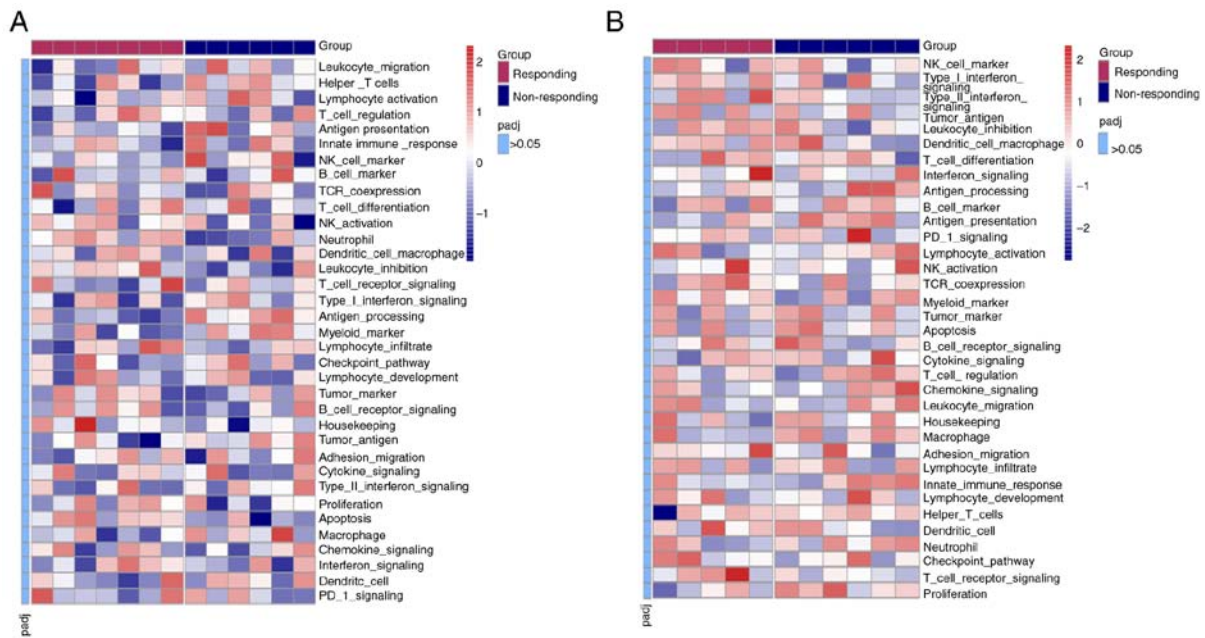 A
Group
Leukocyte_migration
Helper _T cells
Lymphocyte activation
T_cell_regulation
Antigen presentation
Innate immune _response
NK_cell_marker
B_cell_marker
TCR_coexpression
T_cell_differentiation
NK_activation
Neutrophil
Dendritic_cell_macrophage
Leukocyte_inhibition
T_cell_receptor_signaling
Type_I_interferon_signaling
Antigen_processing
Myeloid_marker
Lymphocyte_infiltrate
Checkpoint_pathway
Lymphocyte_development
Tumor_marker
B_cell_receptor_signaling
Housekeeping
Tumor_antigen
Adhesion_migration
Cytokine_signaling
Type_II_interferon_signaling
Proliferation
Apoptosis
Macrophage
Chemokine_signaling
Interferon_signaling
Dendritc_cell
PD_1_signaling
padj
2
1
0
−1
Group
Responding
Non-responding
padj
>0.05
B
Group
NK_cell_marker
Type_I_interferon_
signaling
Type_II_interferon_
signaling
Tumor_antigen
Leukocyte_inhibition
Dendritic_cell_macrophage
T_cell_differentiation
Interferon_signaling
Antigen_processing
B_cell_marker
Antigen_presentation
PD_1_signaling
Lymphocyte_activation
NK_activation
TCR_coexpression
Myeloid_marker
Tumor_marker
Apoptosis
B_cell_receptor_signaling
Cytokine_signaling
T_cell_ regulation
Chemokine_signaling
Leukocyte_migration
Housekeeping
Macrophage
Adhesion_migration
Lymphocyte_infiltrate
Innate_immune_response
Lymphocyte_development
Helper_T_cells
Dendritic_cell
Neutrophil
Checkpoint_pathway
T_cell_receptor_signaling
Proliferation
padj
2
1
0
−1
−2
Group
Responding
Non-responding
padj
>0.05